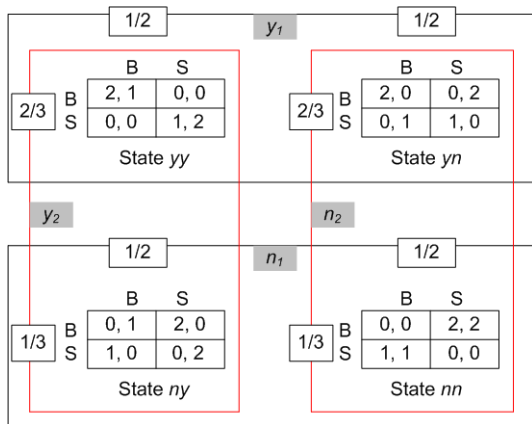 1/2 y₁ 1/2
B S B S
2/3 B 2, 1 0, 0 2/3 B 2, 0 0, 2
S 0, 0 1, 2 S 0, 1 1, 0
State yy State yn
y₂ n₂
1/2 n₁ 1/2
B S B S
1/3 B 0, 1 2, 0 1/3 B 0, 0 2, 2
S 1, 0 0, 2 S 1, 1 0, 0
State ny State nn